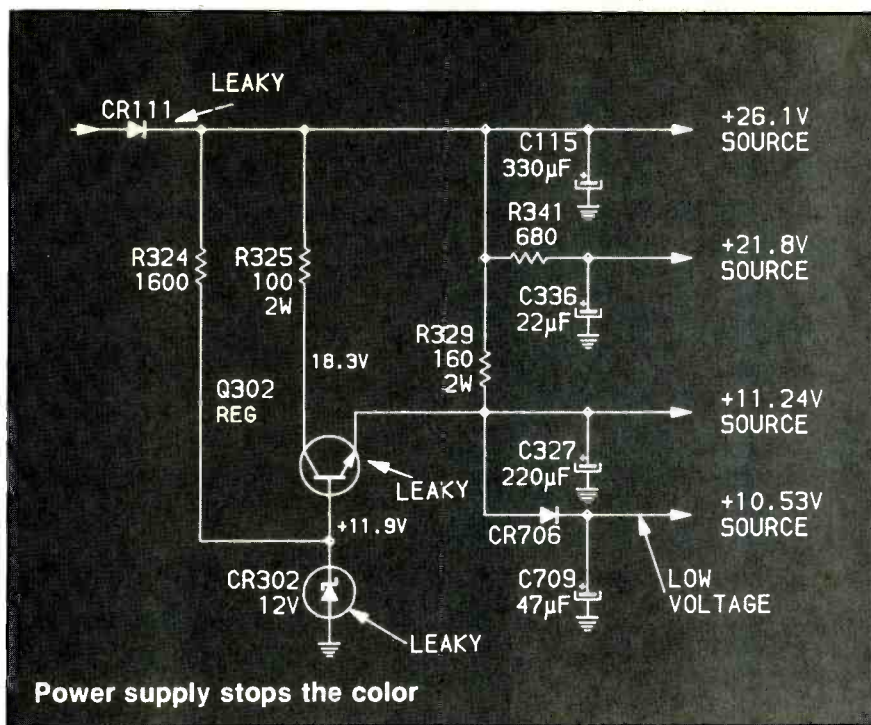 LEAKY
CR111
+26.1V
SOURCE
C115
330µF
R341
680
+21.8V
SOURCE
R324
1600
R325
100
2W
C336
22µF
R329
160
2W
18.3V
Q302
REG
+11.24V
SOURCE
C327
220µF
LEAKY
+10.53V
SOURCE
+11.9V
CR706
CR302
12V
C709
47µF
LOW
VOLTAGE
LEAKY
Power supply stops the color